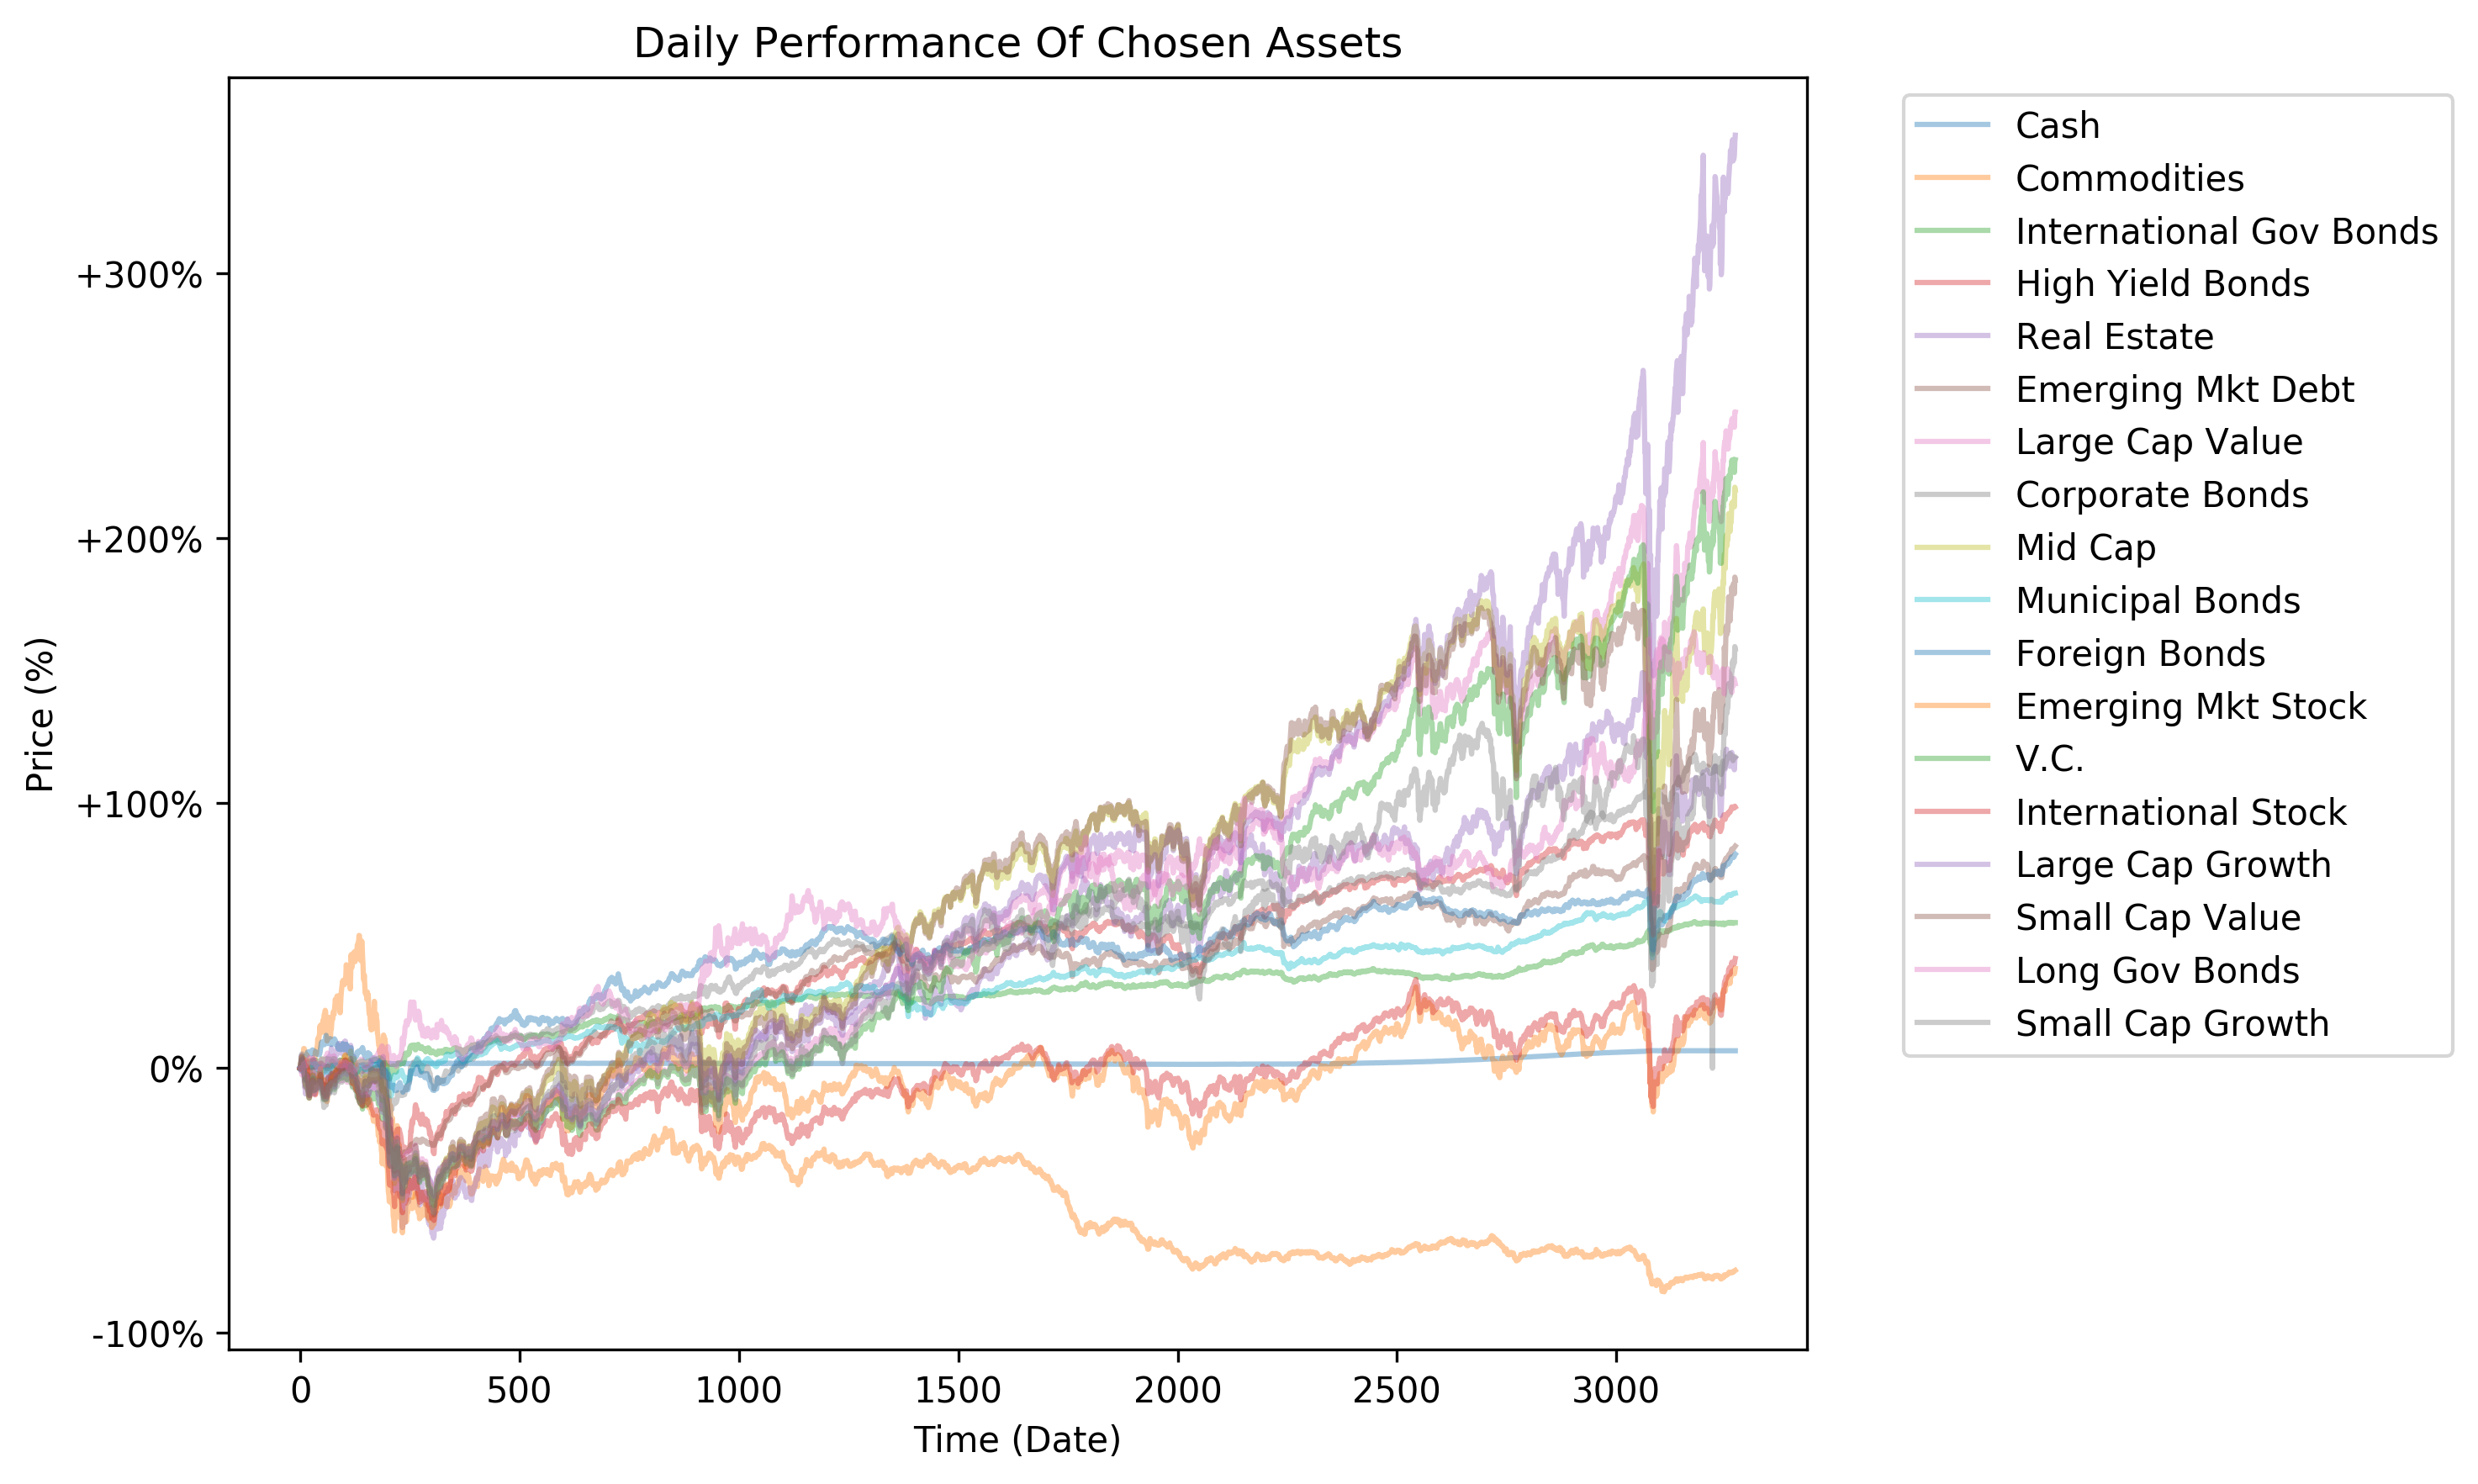 Daily Performance Of Chosen Assets
Price (%)
+300%
+200%
+100%
0%
-100%
0 500 1000 1500 2000 2500 3000
Time (Date)
Cash
Commodities
International Gov Bonds
High Yield Bonds
Real Estate
Emerging Mkt Debt
Large Cap Value
Corporate Bonds
Mid Cap
Municipal Bonds
Foreign Bonds
Emerging Mkt Stock
V.C.
International Stock
Large Cap Growth
Small Cap Value
Long Gov Bonds
Small Cap Growth